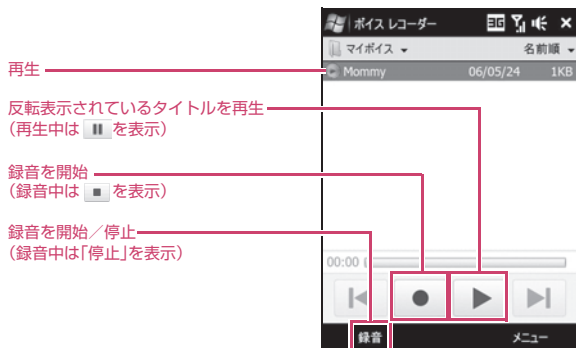 ボイス レコーダー 3G
マイボイス 名前順
Mommy 06/05/24 1KB
再生
反転表示されているタイトルを再生
（再生中は を表示）
録音を開始
（録音中は を表示）
録音を開始／停止
（録音中は「停止」を表示）
00:00
録音 メニュー